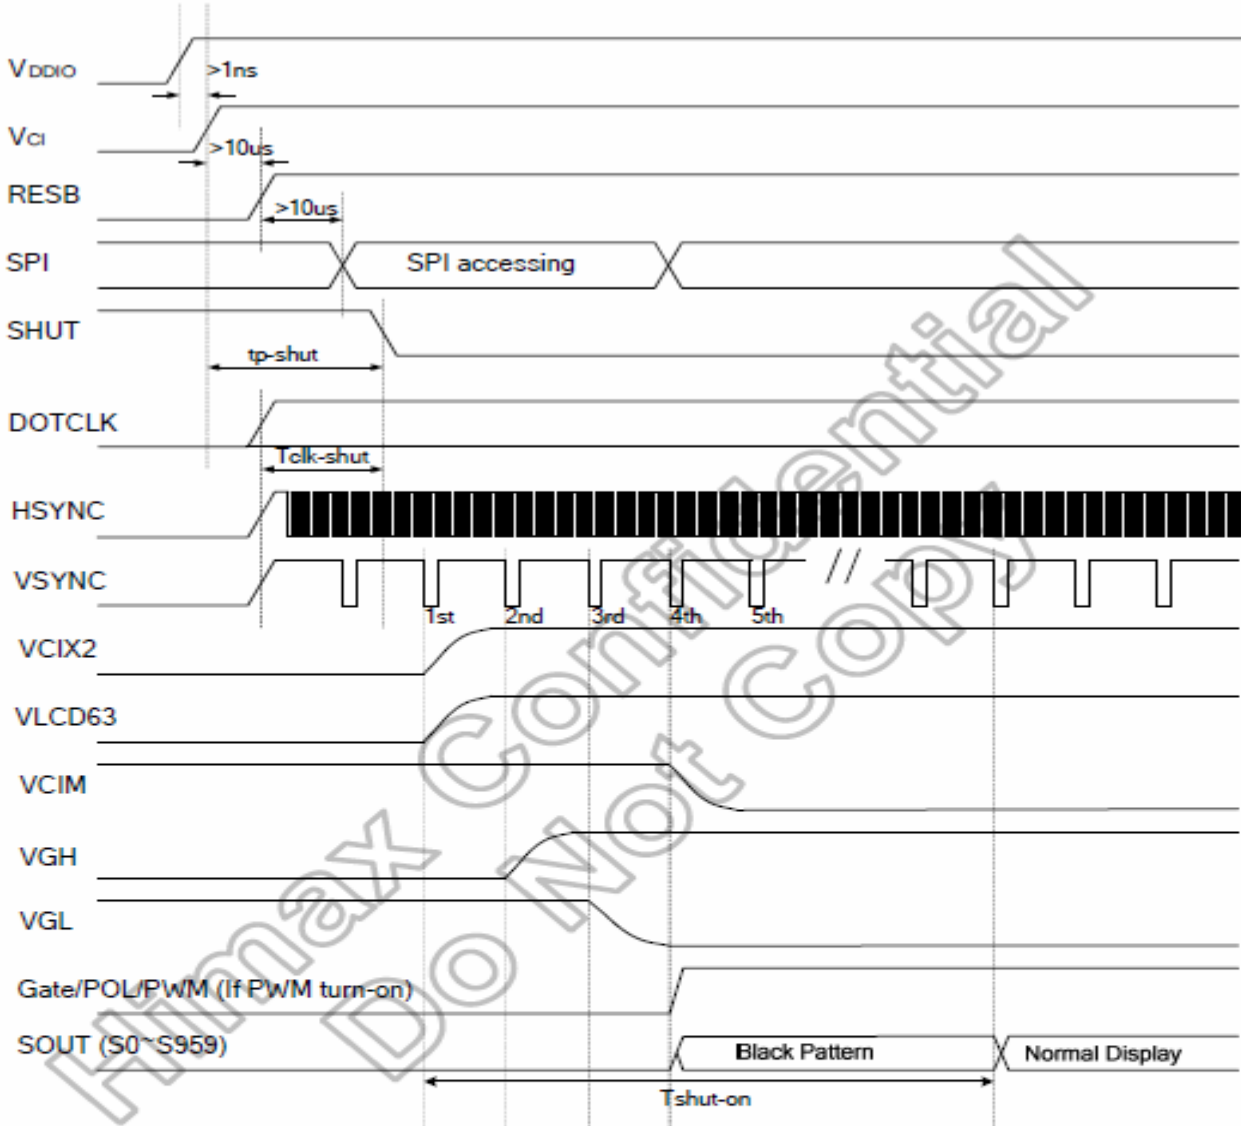 VDDIO
>1ns
VCI
>10us
RESB
>10us
SPI
SPI accessing
SHUT
tp-shut
DOTCLK
Tclk-shut
HSYNC
VSYNC
//
1st 2nd 3rd 4th 5th
VCIX2
VLCD63
VCIM
VGH
VGL
Gate/POL/PWM (If PWM turn-on)
SOUT (S0~S959)
Black Pattern
Normal Display
Tshut-on
Himax Confidential
Do Not Copy